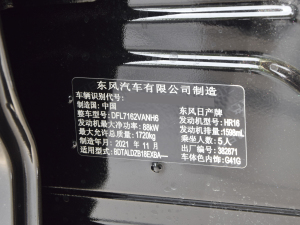 东风汽车有限公司制造
车辆识别代号:
制造国: 中国 东风日产牌
整车型号: DFL7162VANH6 发动机型号: HR16
发动机最大净功率: 88kW 发动机排量: 1598mL
最大允许总质量: 1720kg 乘坐人数: 5人
制造年月: 2021 年 11 月 出厂编号: 382871
适用型式: BDTALDZB18EXBA-- 车体色内饰: G41G